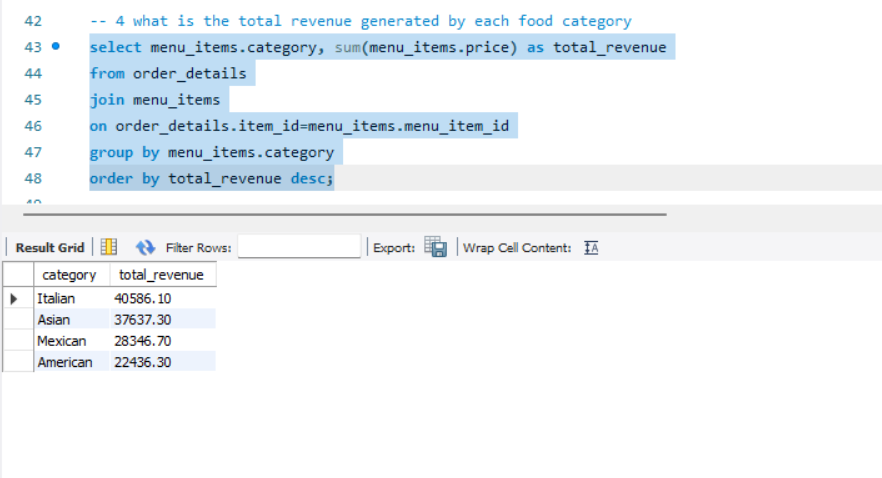 42 -- 4 what is the total revenue generated by each food category
43 select menu_items.category, sum(menu_items.price) as total_revenue
44 from order_details
45 join menu_items
46 on order_details.item_id=menu_items.menu_item_id
47 group by menu_items.category
48 order by total_revenue desc;
Result Grid Filter Rows: Export: Wrap Cell Content: IA
category total_revenue
Italian 40586.10
Asian 37637.30
Mexican 28346.70
American 22436.30